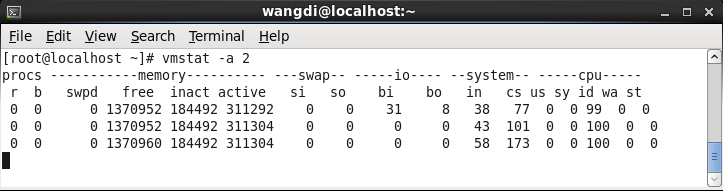 wangdi@localhost:~
File Edit View Search Terminal Help
[root@localhost ~]# vmstat -a 2
procs -----------memory---------- ---swap-- -----io---- --system-- -----cpu-----
 r  b   swpd   free  inact active   si   so    bi    bo   in   cs us sy id wa st
 0  0      0 1370952 184492 311292    0    0    31     8   38   77  0  0 99  0  0
 0  0      0 1370952 184492 311304    0    0     0     0   43  101  0  0 100  0  0
 0  0      0 1370960 184492 311304    0    0     0     0   58  173  0  0 100  0  0